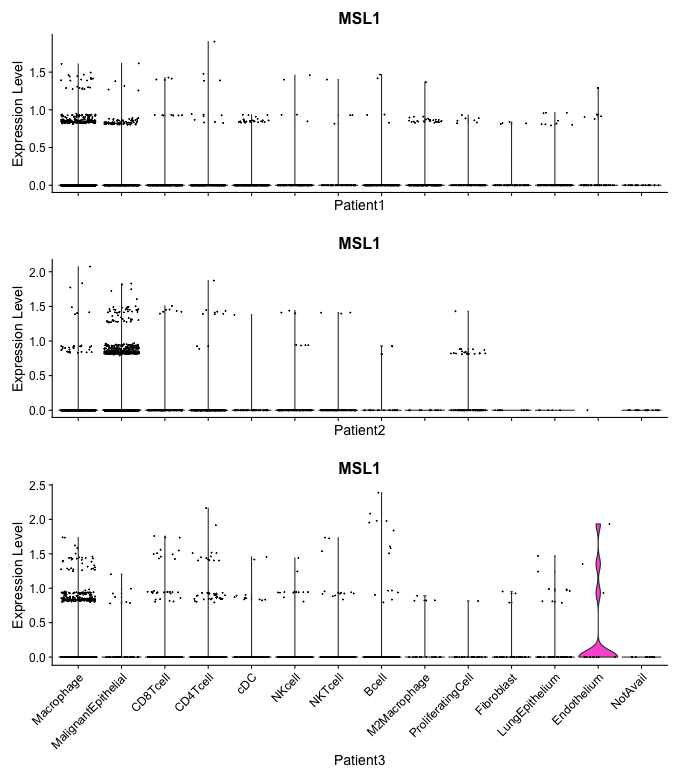 MSL1
Expression Level
1.5
1.0
0.5
0.0
Patient1
MSL1
Expression Level
2.0
1.5
1.0
0.5
0.0
Patient2
MSL1
Expression Level
2.5
2.0
1.5
1.0
0.5
0.0
Macrophage
MalignantEpithelial
CD8Tcell
CD4Tcell
cDC
NKcell
NKTcell
Bcell
M2Macrophage
ProliferatingCell
Fibroblast
LungEpithelium
Endothelium
NotAvail
Patient3